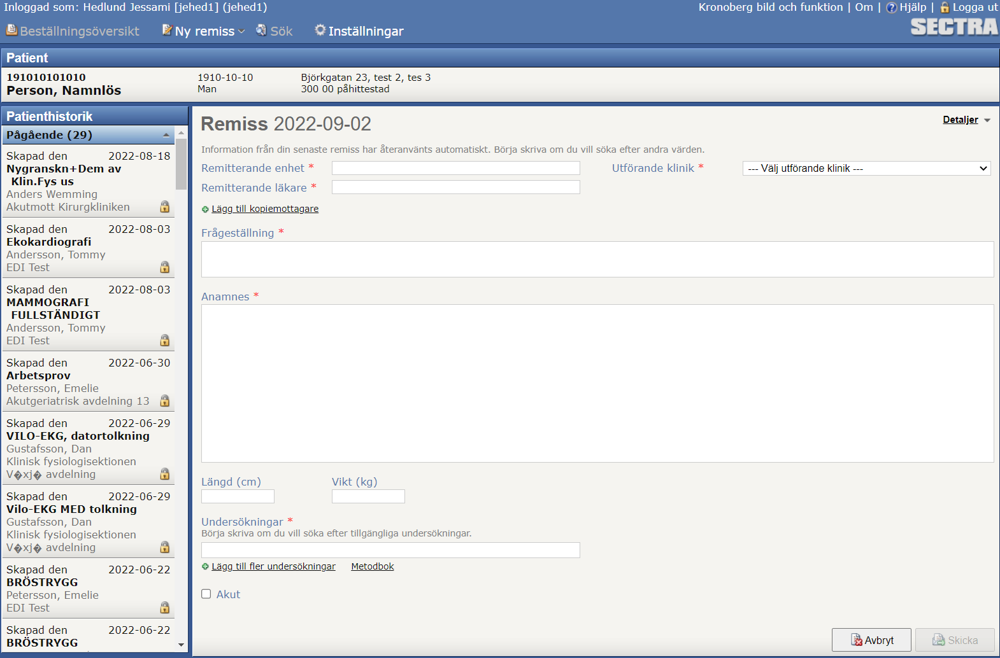 Inloggad som: Hedlund Jessami [jehed1] (jehed1)
Kronoberg bild och funktion | Om | Hjälp | Logga ut
Beställningsöversikt Ny remiss Sök Inställningar
SECTRA
Patient
191010101010 1910-10-10 Björkgatan 23, test 2, tes 3
Person, Namnlös Man 300 00 påhittestad
Patienthistorik
Pågående (29)
Skapad den 2022-08-18
Nygranskn+Dem av
Klin.Fys us
Anders Wemming
Akutmott Kirurgkliniken
Skapad den 2022-08-03
Ekokardiografi
Andersson, Tommy
EDI Test
Skapad den 2022-08-03
MAMMOGRAFI
FULLSTÄNDIGT
Andersson, Tommy
EDI Test
Skapad den 2022-06-30
Arbetsprov
Petersson, Emelie
Akutgeriatrisk avdelning 13
Skapad den 2022-06-29
VILO-EKG, datortolkning
Gustafsson, Dan
Klinisk fysiologisektionen
V�xj� avdelning
Skapad den 2022-06-29
Vilo-EKG MED tolkning
Gustafsson, Dan
Klinisk fysiologisektionen
V�xj� avdelning
Skapad den 2022-06-22
BRÖSTRYGG
Petersson, Emelie
EDI Test
Skapad den 2022-06-22
BRÖSTRYGG
Remiss 2022-09-02
Detaljer
Information från din senaste remiss har återanvänts automatiskt. Börja skriva om du vill söka efter andra värden.
Remitterande enhet *
Utförande klinik * --- Välj utförande klinik ---
Remitterande läkare *
Lägg till kopiemottagare
Frågeställning *
Anamnes *
Längd (cm) Vikt (kg)
Undersökningar *
Börja skriva om du vill söka efter tillgängliga undersökningar.
Lägg till fler undersökningar Metodbok
Akut
Avbryt Skicka